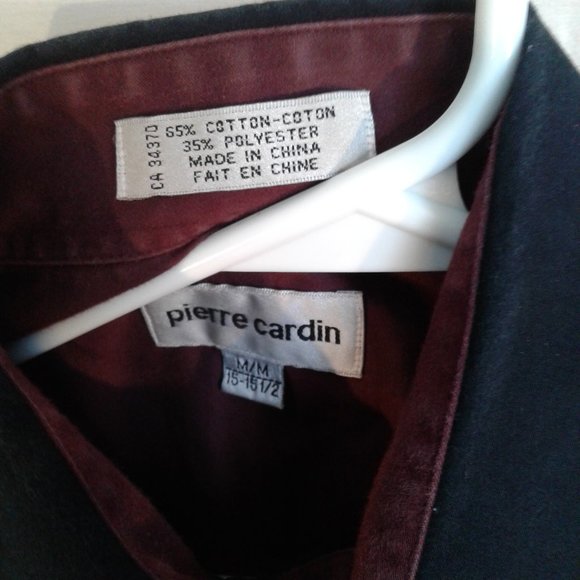 65% COTTON-COTON
35% POLYESTER
MADE IN CHINA
FAIT EN CHINE
CA 34370
pierre cardin
M/M
15-15 1/2